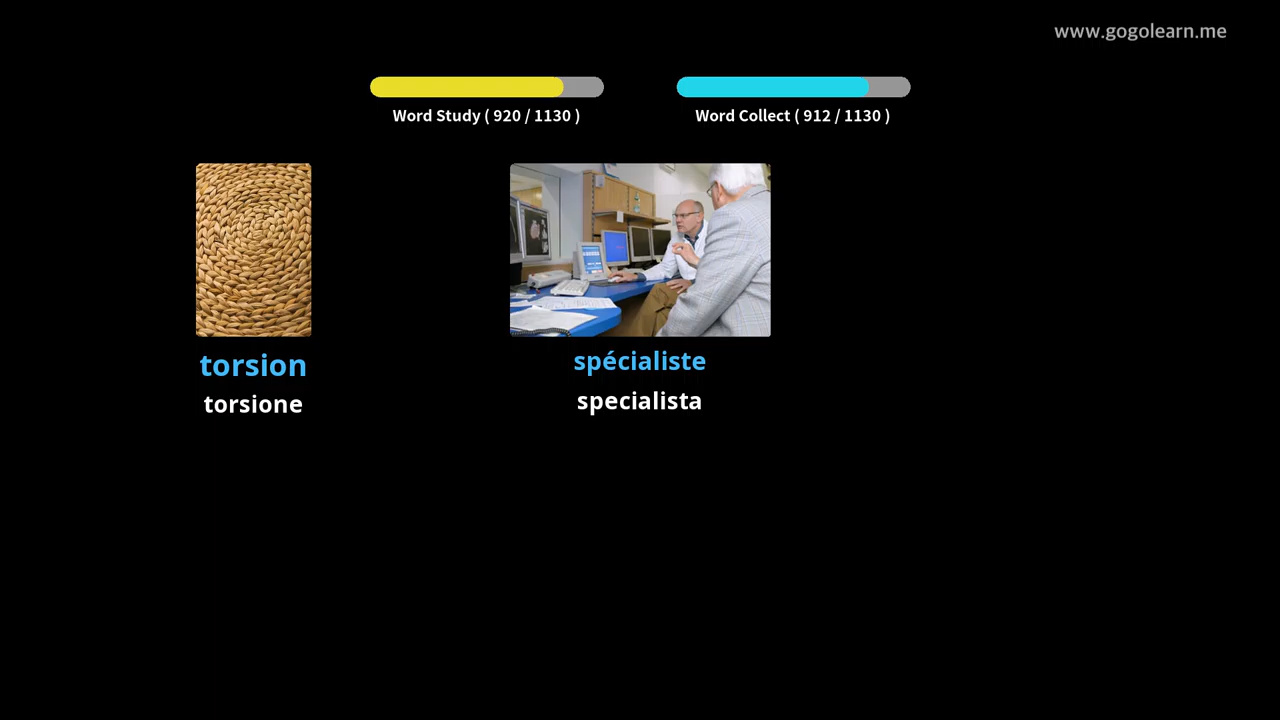 www.gogolearn.me
Word Study ( 920 / 1130 )
Word Collect ( 912 / 1130 )
torsion
torsione
spécialiste
specialista